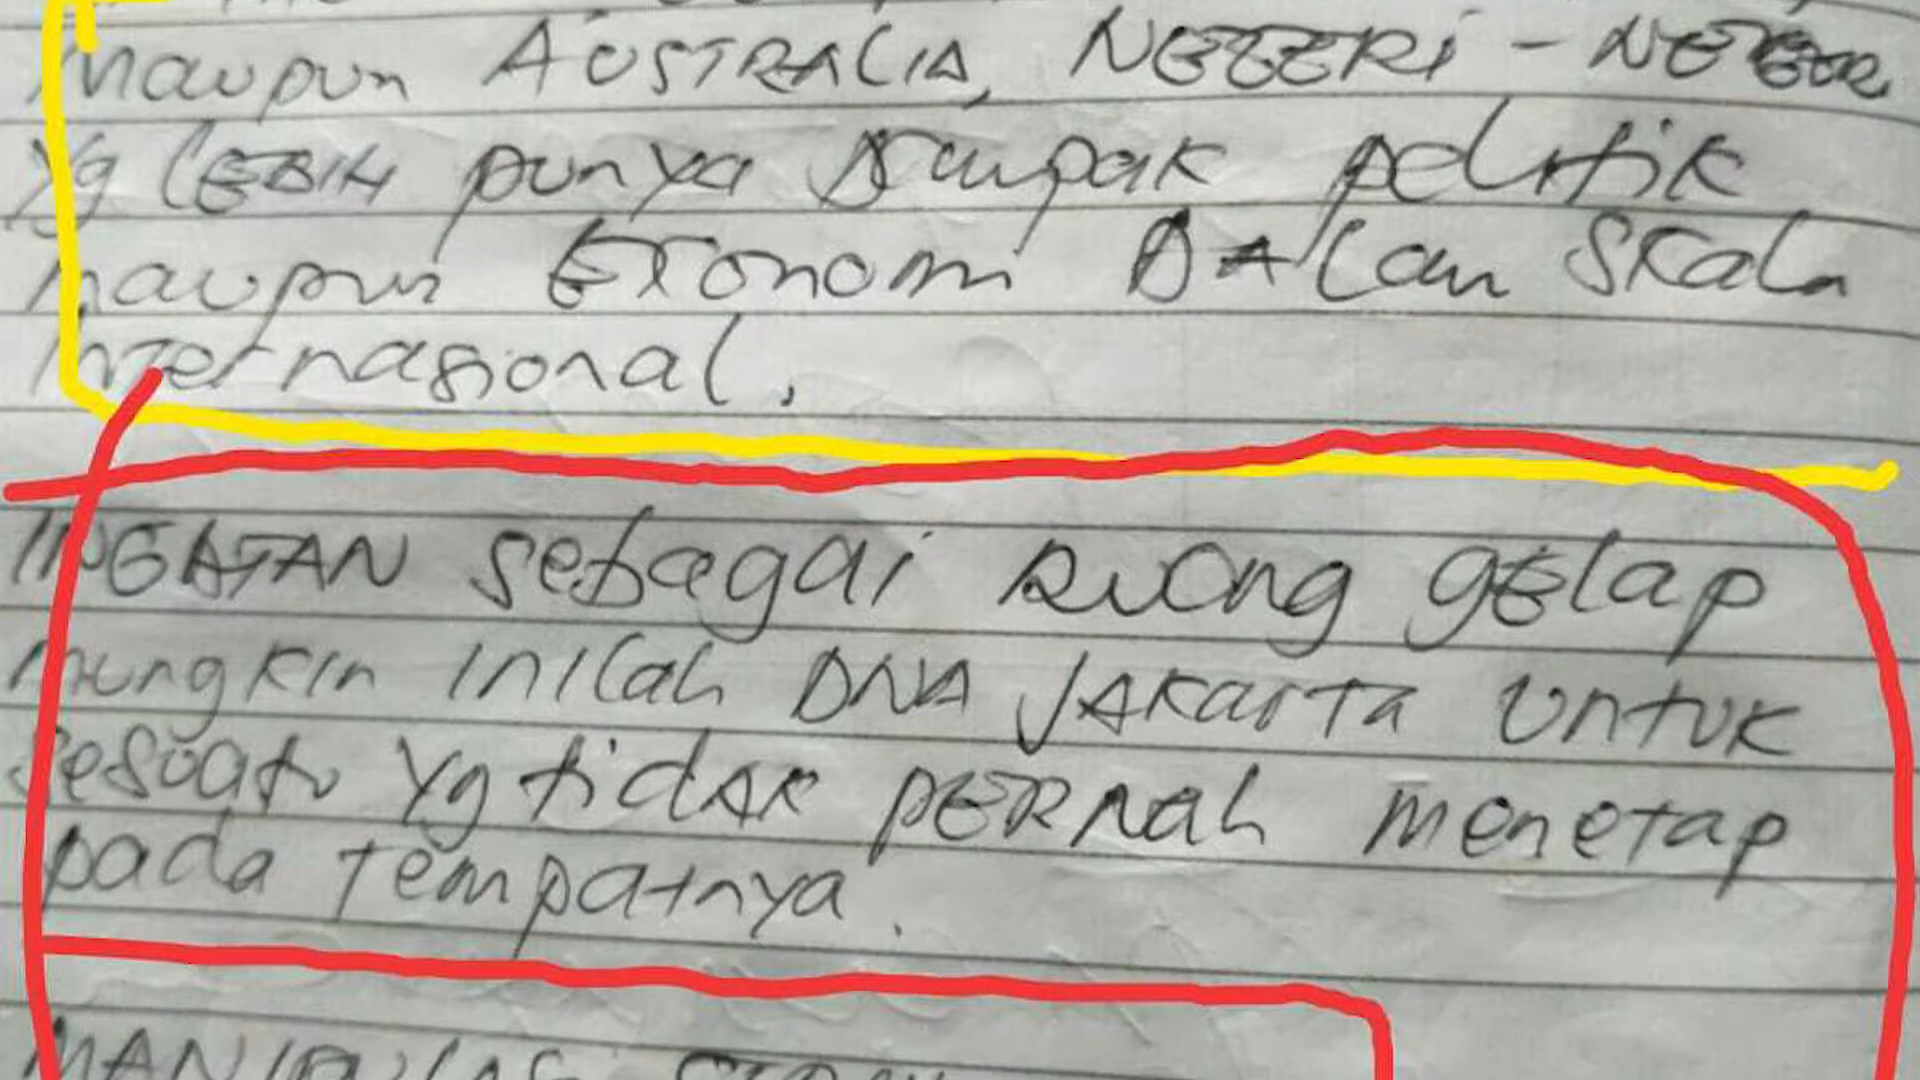 maupun AUSTRALIA, NEGERI-NEGERI
yg LEBIH punya Dampak politik
maupun Ekonomi DALam SKala
Internasional.
INGATAN sebagai Ruang gelap
mungkin inilah DNA JAKarta Untuk
Sesuatu yg tidak PERNah menetap
pada tempatnya.
MANIPULASI